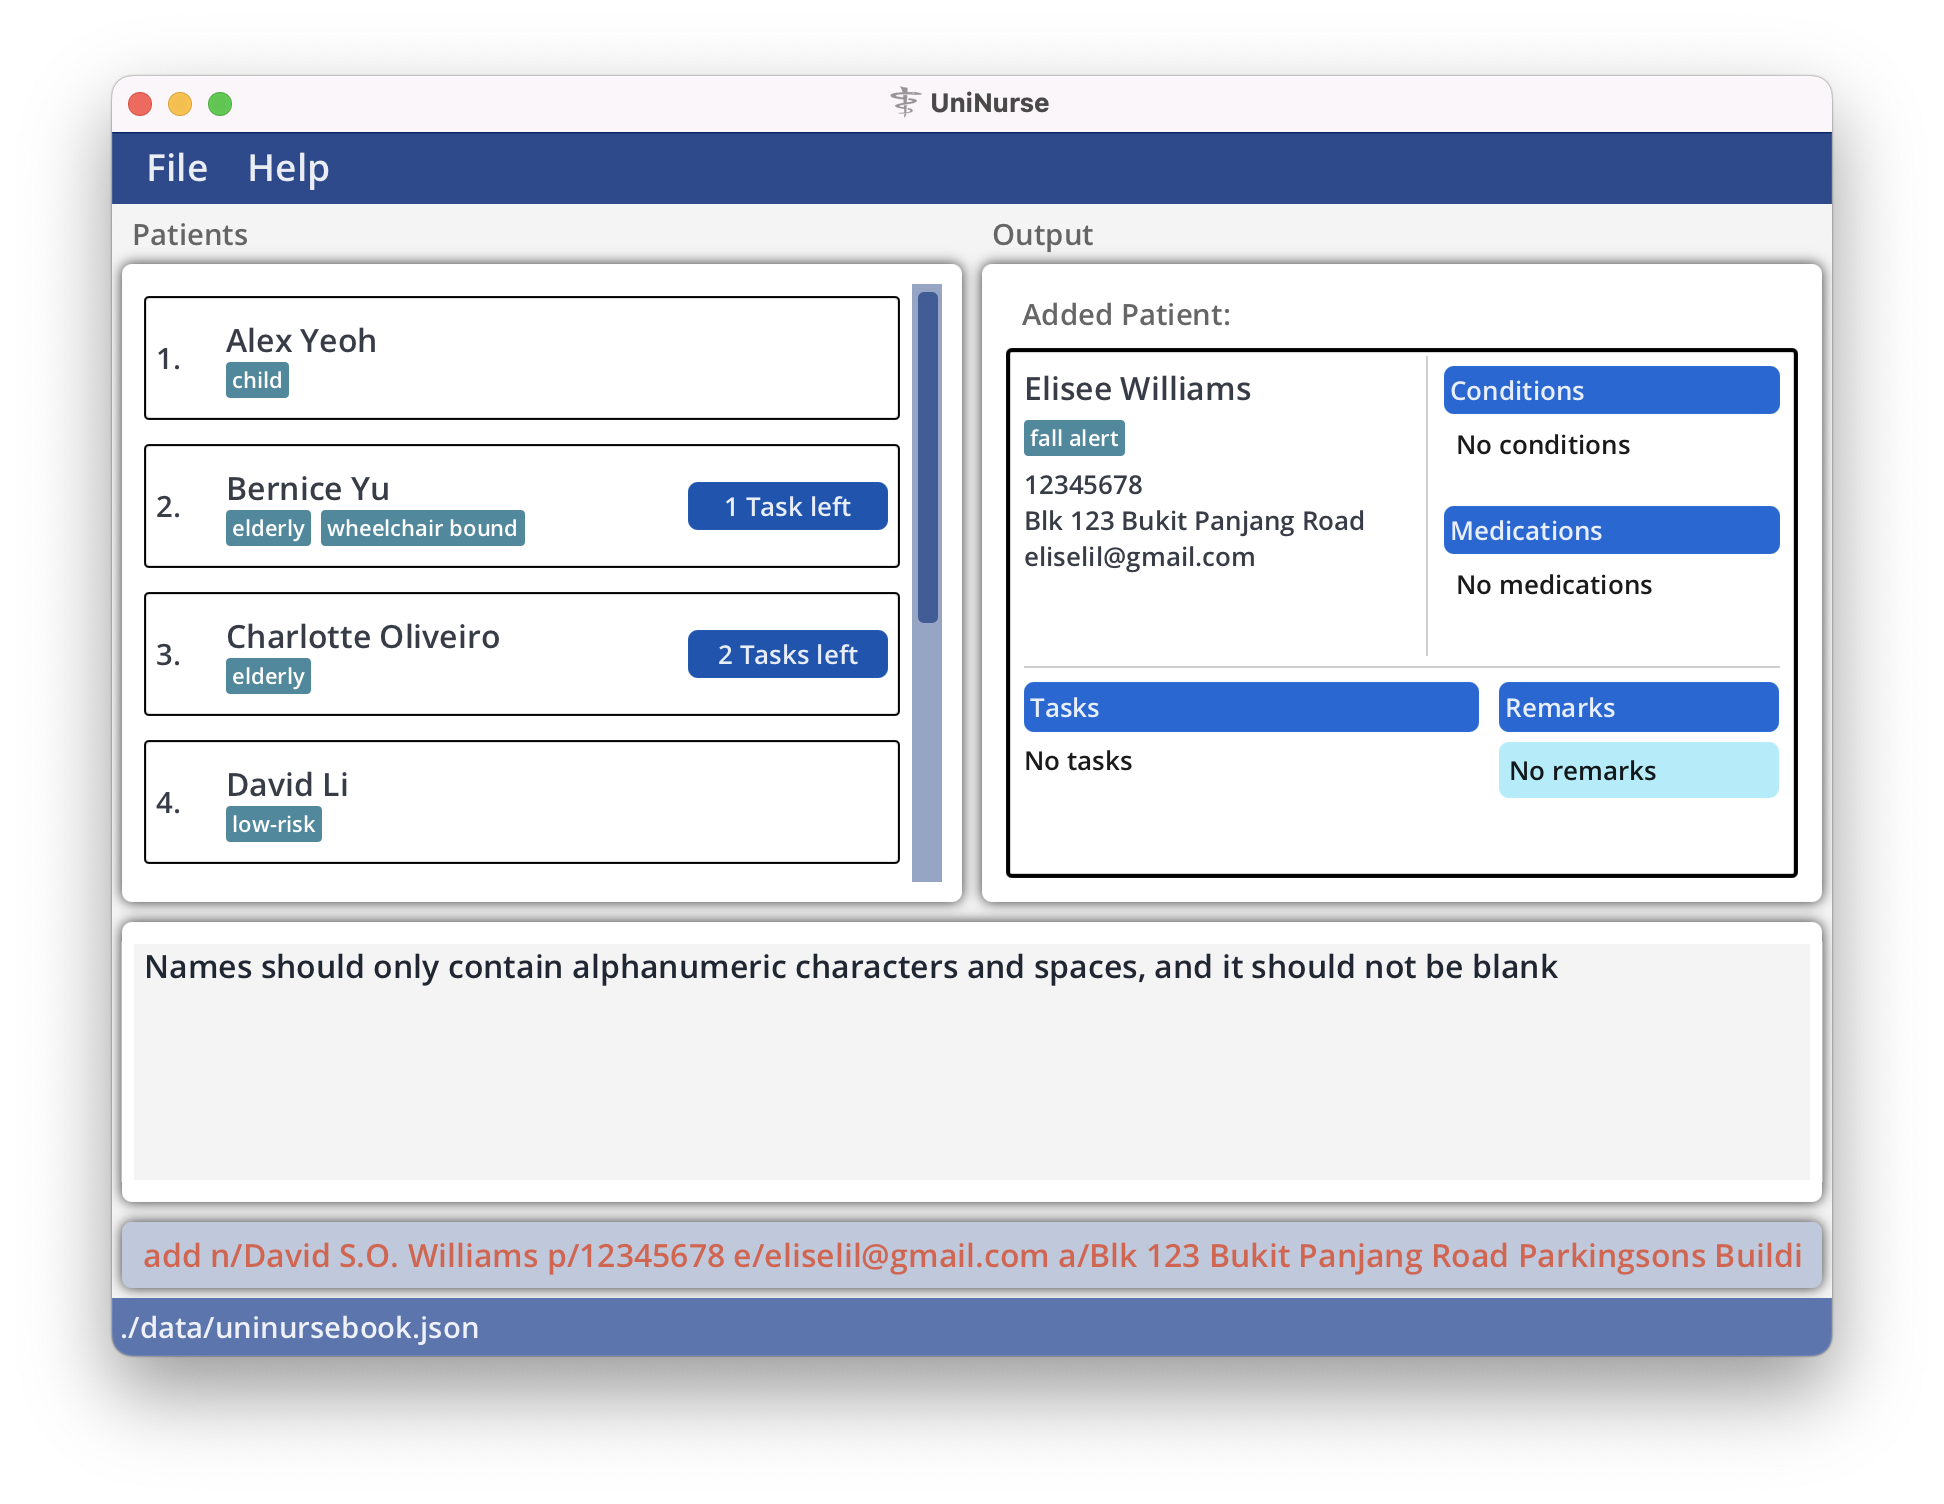 UniNurse
File Help
Patients
1. Alex Yeoh
child
2. Bernice Yu
elderly wheelchair bound
1 Task left
3. Charlotte Oliveiro
elderly
2 Tasks left
4. David Li
low-risk
Output
Added Patient:
Elisee Williams
fall alert
12345678
Blk 123 Bukit Panjang Road
eliselil@gmail.com
Conditions
No conditions
Medications
No medications
Tasks
No tasks
Remarks
No remarks
Names should only contain alphanumeric characters and spaces, and it should not be blank
add n/David S.O. Williams p/12345678 e/eliselil@gmail.com a/Blk 123 Bukit Panjang Road Parkingsons Buildi
./data/uninursebook.json